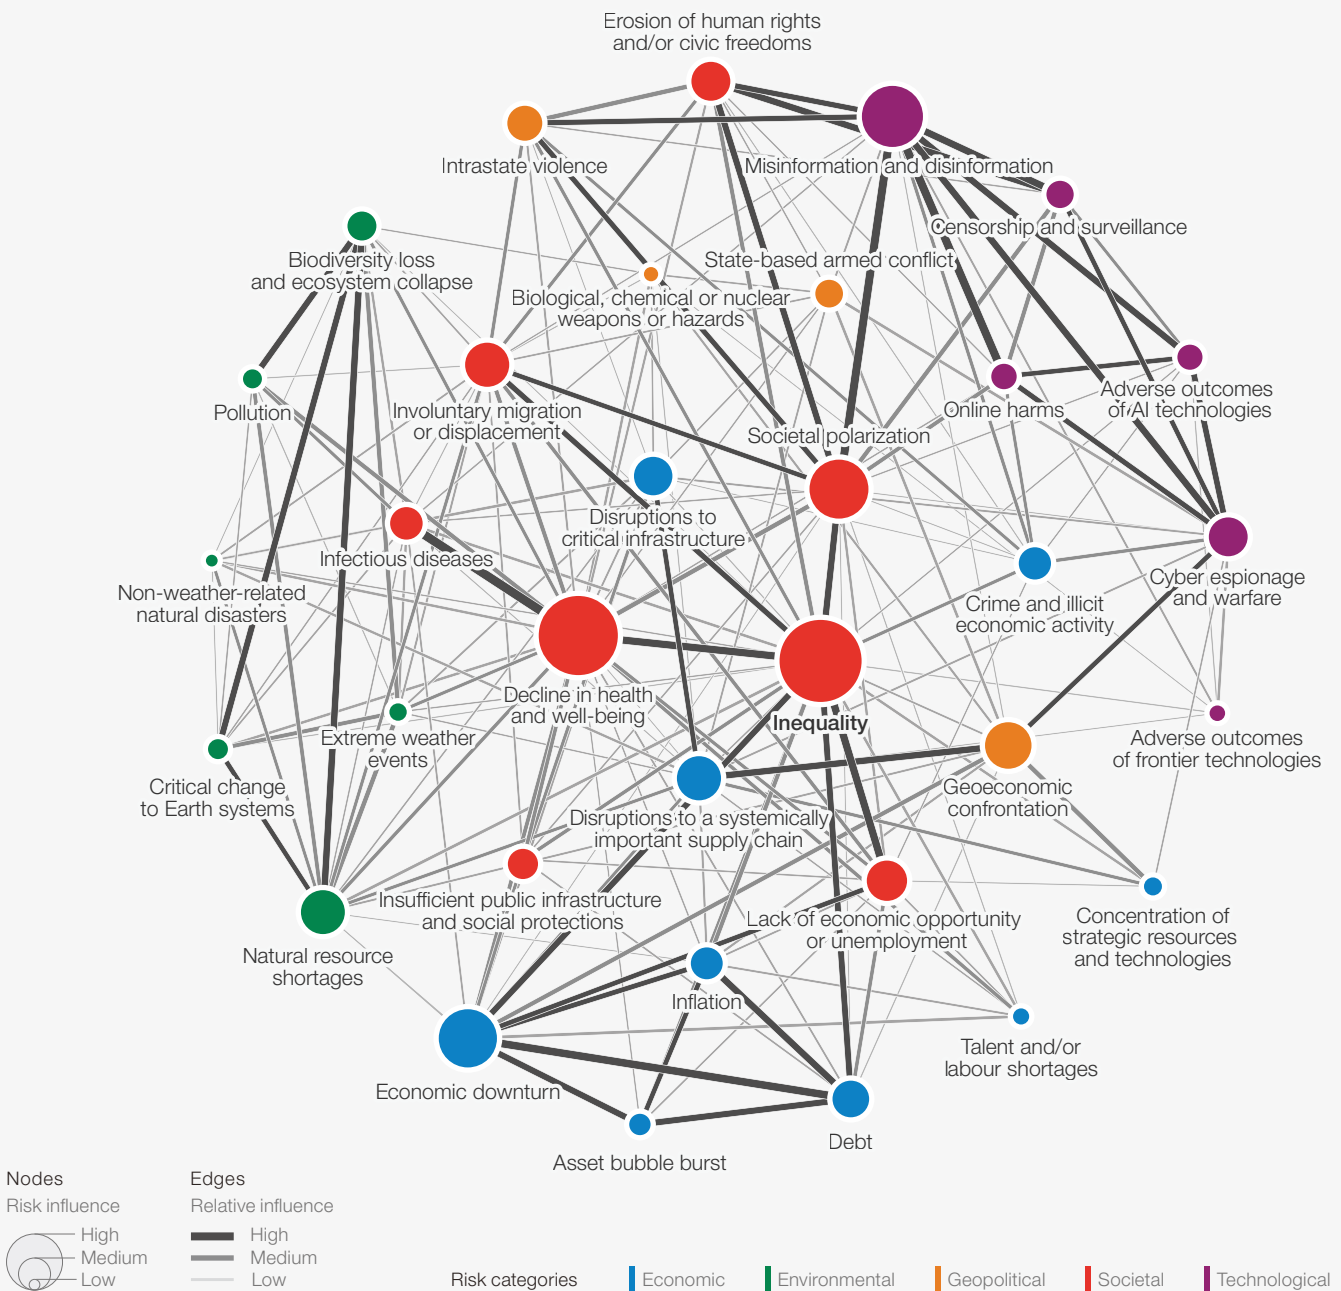 Erosion of human rights
and/or civic freedoms
Intrastate violence
Misinformation and disinformation
Censorship and surveillance
Biodiversity loss
and ecosystem collapse
State-based armed conflict
Biological, chemical or nuclear
weapons or hazards
Pollution
Involuntary migration
or displacement
Online harms
Adverse outcomes
of AI technologies
Societal polarization
Disruptions to
critical infrastructure
Infectious diseases
Non-weather-related
natural disasters
Cyber espionage
and warfare
Crime and illicit
economic activity
Decline in health
and well-being
Inequality
Extreme weather
events
Adverse outcomes
of frontier technologies
Critical change
to Earth systems
Geoeconomic
confrontation
Disruptions to a systemically
important supply chain
Insufficient public infrastructure
and social protections
Lack of economic opportunity
or unemployment
Concentration of
strategic resources
and technologies
Natural resource
shortages
Inflation
Talent and/or
labour shortages
Economic downturn
Debt
Asset bubble burst
Nodes
Risk influence
High
Medium
Low
Edges
Relative influence
High
Medium
Low
Risk categories
Economic
Environmental
Geopolitical
Societal
Technological